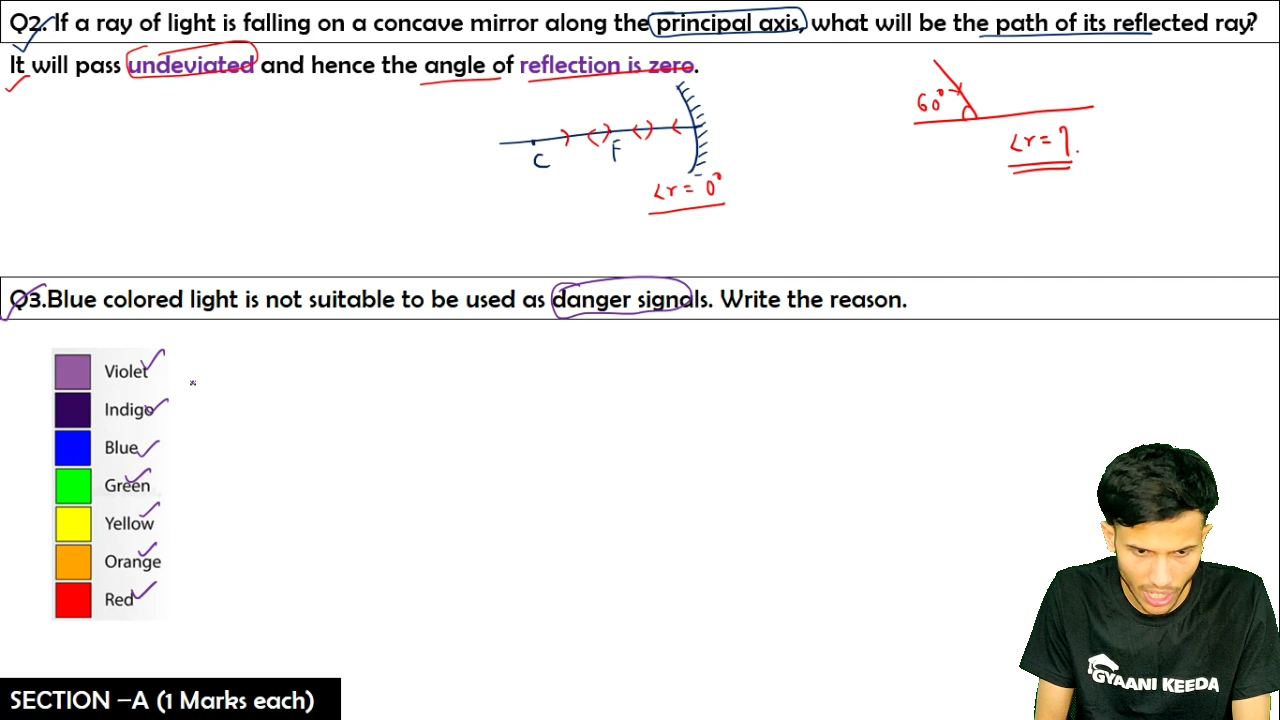 Q2. If a ray of light is falling on a concave mirror along the principal axis, what will be the path of its reflected ray?
It will pass undeviated and hence the angle of reflection is zero.
60°
<r = ?.
C
F
<r = 0°
Q3.Blue colored light is not suitable to be used as danger signals. Write the reason.
Violet
Indigo
Blue
Green
Yellow
Orange
Red
GYAANI KEEDA
SECTION –A (1 Marks each)